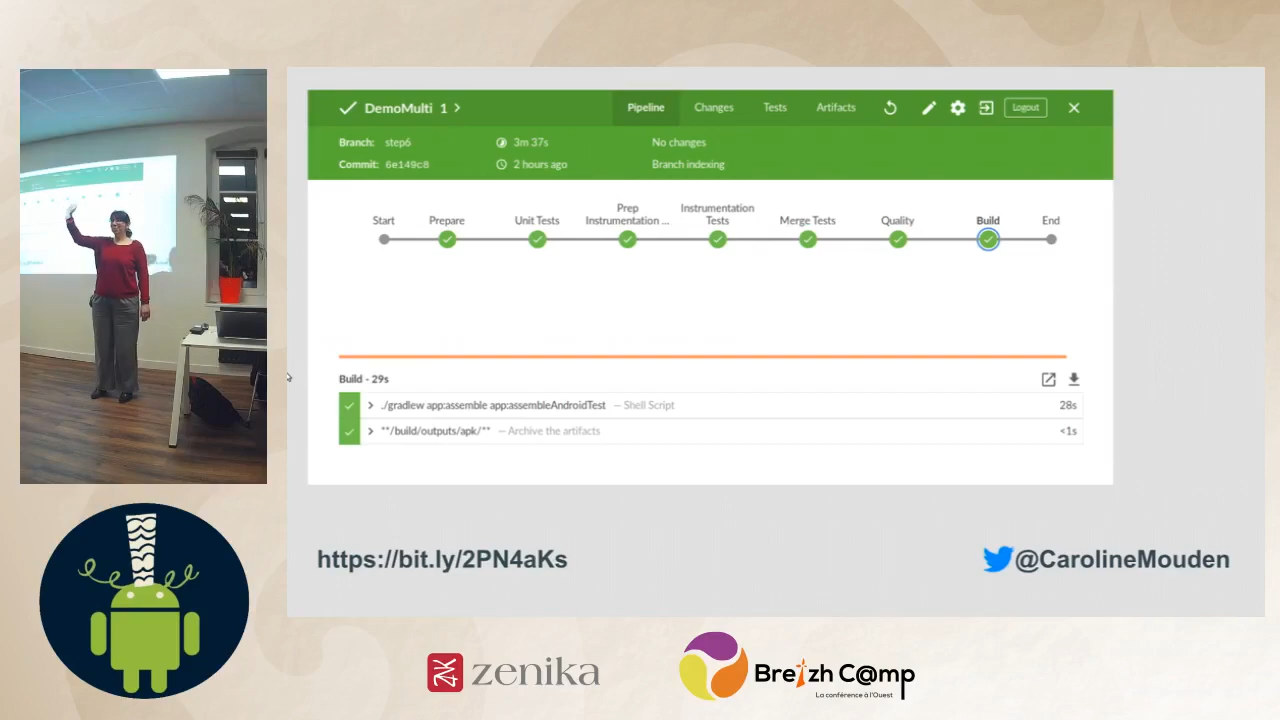 DemoMulti 1
Pipeline
Changes
Tests
Artifacts
Logout
Branch: step6
3m 37s
No changes
Commit: 6e149c8
2 hours ago
Branch indexing
Start
Prepare
Unit Tests
Prep
Instrumentation ...
Instrumentation
Tests
Merge Tests
Quality
Build
End
Build - 29s
./gradlew app:assemble app:assembleAndroidTest — Shell Script
28s
**/build/outputs/apk/** — Archive the artifacts
<1s
https://bit.ly/2PN4aKs
@CarolineMouden
zenika
Breizh C@mp
La conférence à l'Ouest